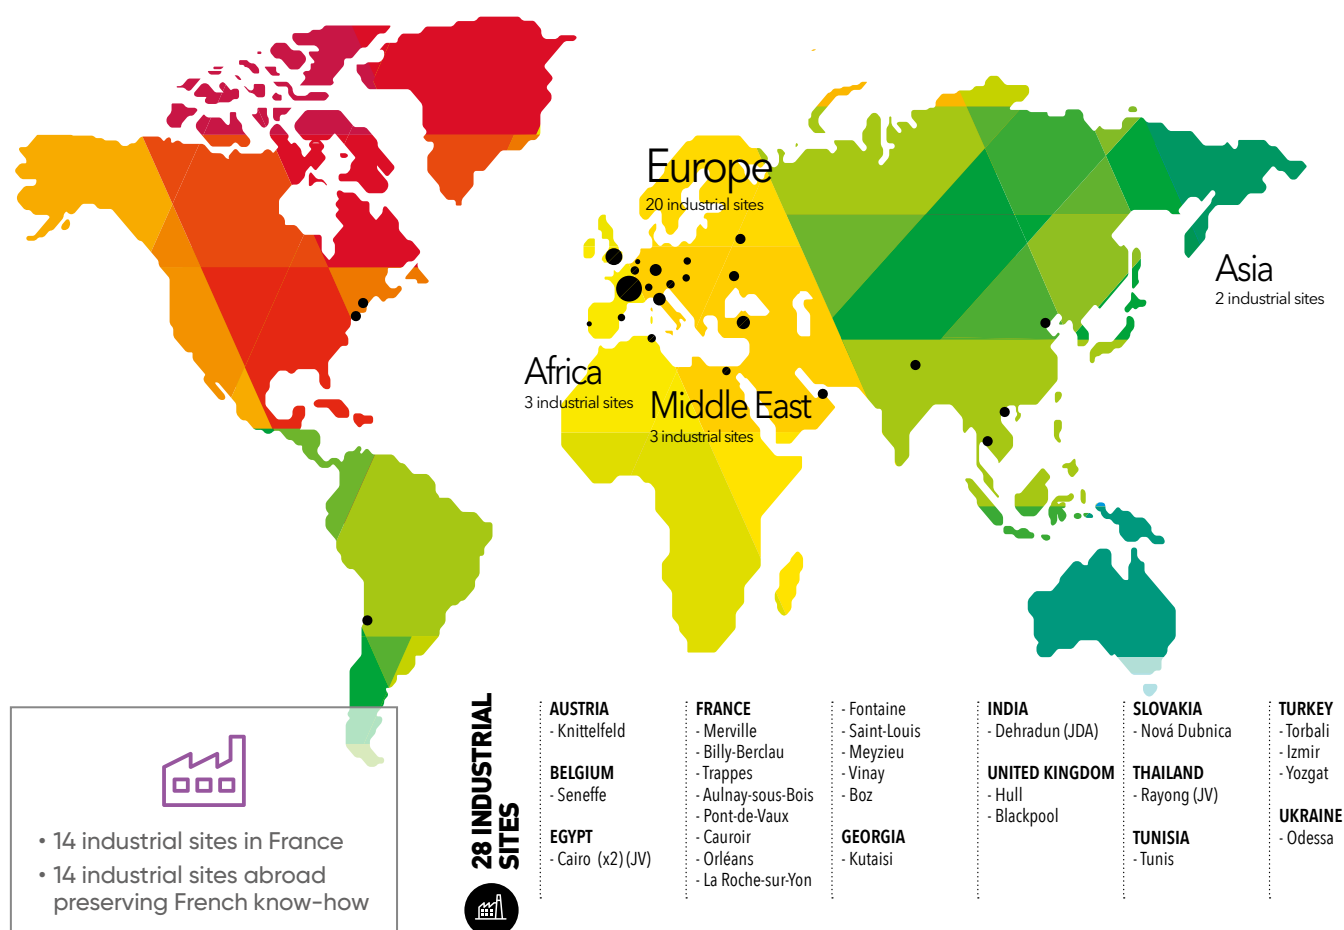 Europe
20 industrial sites
Asia
2 industrial sites
Africa
3 industrial sites
Middle East
3 industrial sites
• 14 industrial sites in France
• 14 industrial sites abroad
preserving French know-how
28 INDUSTRIAL
SITES
AUSTRIA
- Knittelfeld
BELGIUM
- Seneffe
EGYPT
- Cairo (x2) (JV)
FRANCE
- Merville
- Billy-Berclau
- Trappes
- Aulnay-sous-Bois
- Pont-de-Vaux
- Cauroir
- Orléans
- La Roche-sur-Yon
- Fontaine
- Saint-Louis
- Meyzieu
- Vinay
- Boz
GEORGIA
- Kutaisi
INDIA
- Dehradun (JDA)
UNITED KINGDOM
- Hull
- Blackpool
SLOVAKIA
- Nová Dubnica
THAILAND
- Rayong (JV)
TUNISIA
- Tunis
TURKEY
- Torbali
- Izmir
- Yozgat
UKRAINE
- Odessa